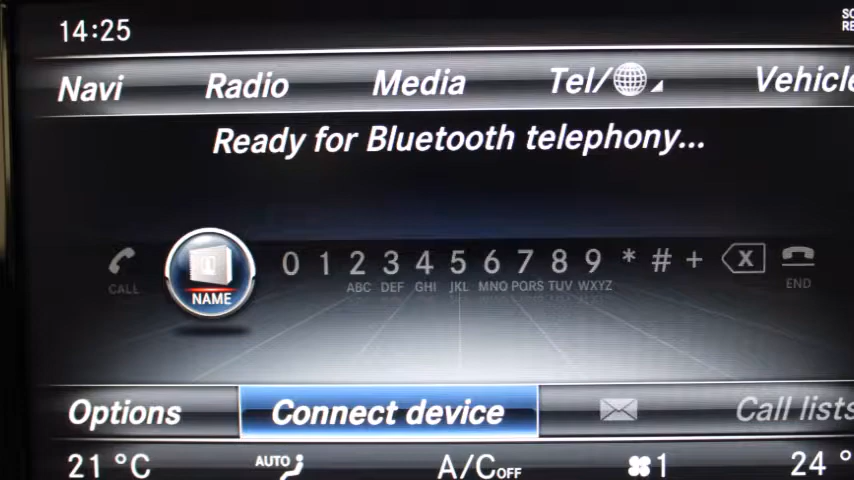 14:25
Navi Radio Media Tel/ Vehicle
Ready for Bluetooth telephony...
0 1 2 3 4 5 6 7 8 9 * # + X
CALL NAME ABC DEF GHI JKL MNO PQRS TUV WXYZ END
Options Connect device Call lists
21 °C AUTO A/C OFF 1 24 °